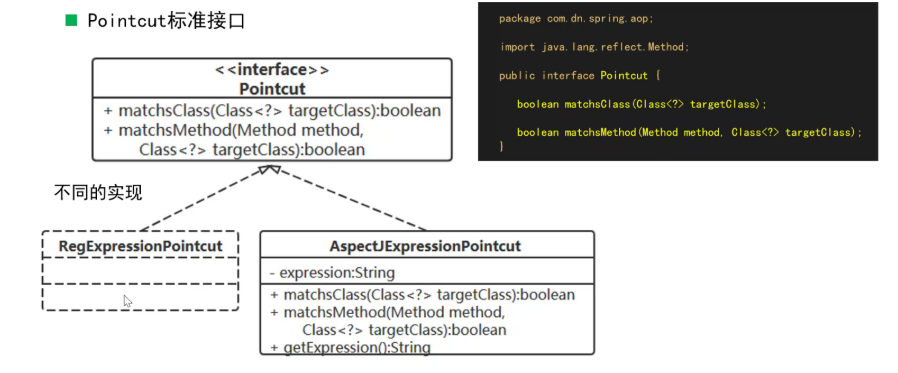 Pointcut标准接口
<<interface>>
Pointcut
+ matchsClass(Class<?> targetClass):boolean
+ matchsMethod(Method method,
Class<?> targetClass):boolean
package com.dn.spring.aop;
import java.lang.reflect.Method;
public interface Pointcut {
boolean matchsClass(Class<?> targetClass);
boolean matchsMethod(Method method, Class<?> targetClass);
}
不同的实现
RegExpressionPointcut
AspectJExpressionPointcut
- expression:String
+ matchsClass(Class<?> targetClass):boolean
+ matchsMethod(Method method,
Class<?> targetClass):boolean
+ getExpression():String